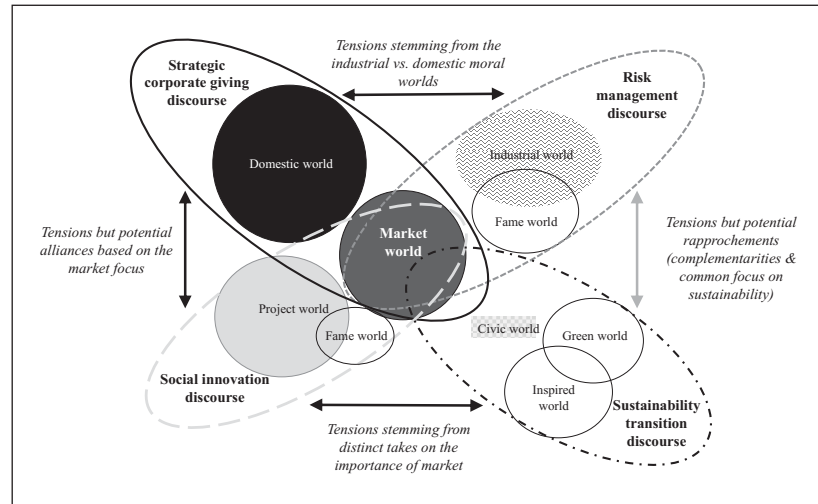 Tensions stemming from the
industrial vs. domestic moral
worlds
Strategic
corporate giving
discourse
Risk
management
discourse
Domestic world
Industrial world
Fame world
Market
world
Tensions but potential
alliances based on the
market focus
Tensions but potential
rapprochements
(complementarities &
common focus on
sustainability)
Project world
Fame world
Civic world
Green world
Inspired
world
Social innovation
discourse
Sustainability
transition
discourse
Tensions stemming from
distinct takes on the
importance of market